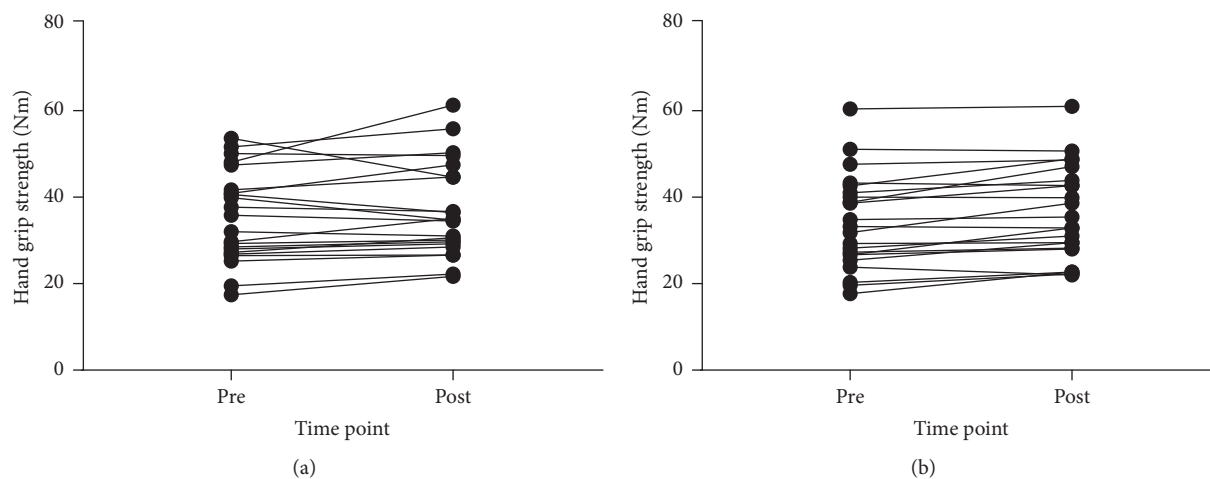 80
60
40
20
0
Hand grip strength (Nm)
Pre
Post
Time point
(a)
80
60
40
20
0
Hand grip strength (Nm)
Pre
Post
Time point
(b)